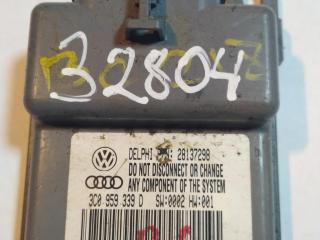 32804
DELPHI 28137298
DO NOT DISCONNECT OR CHANGE
ANY COMPONENT OF THE SYSTEM
3C0 959 339 D SW:0002 HW:001